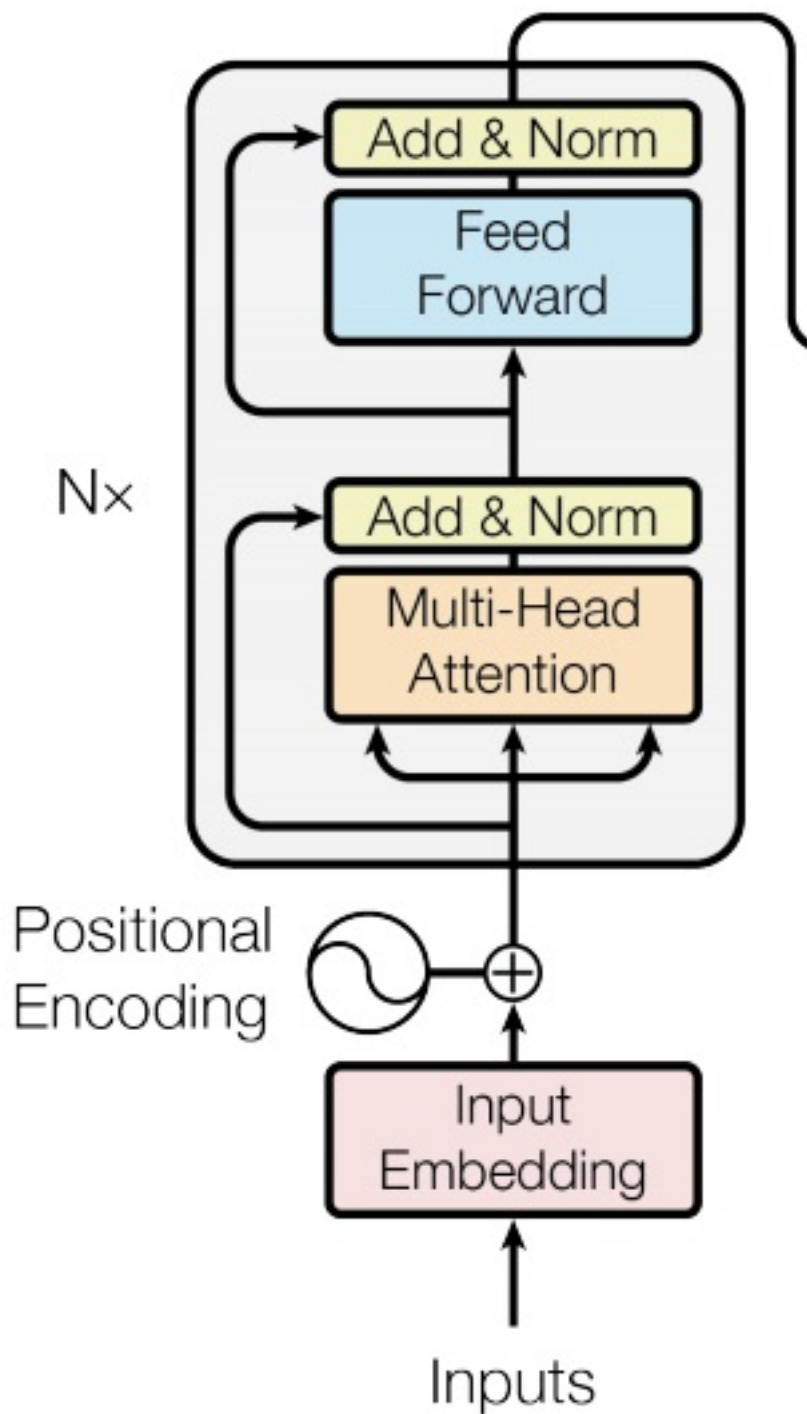 Add & Norm
Feed
Forward
N×
Add & Norm
Multi-Head
Attention
Positional
Encoding
Input
Embedding
Inputs